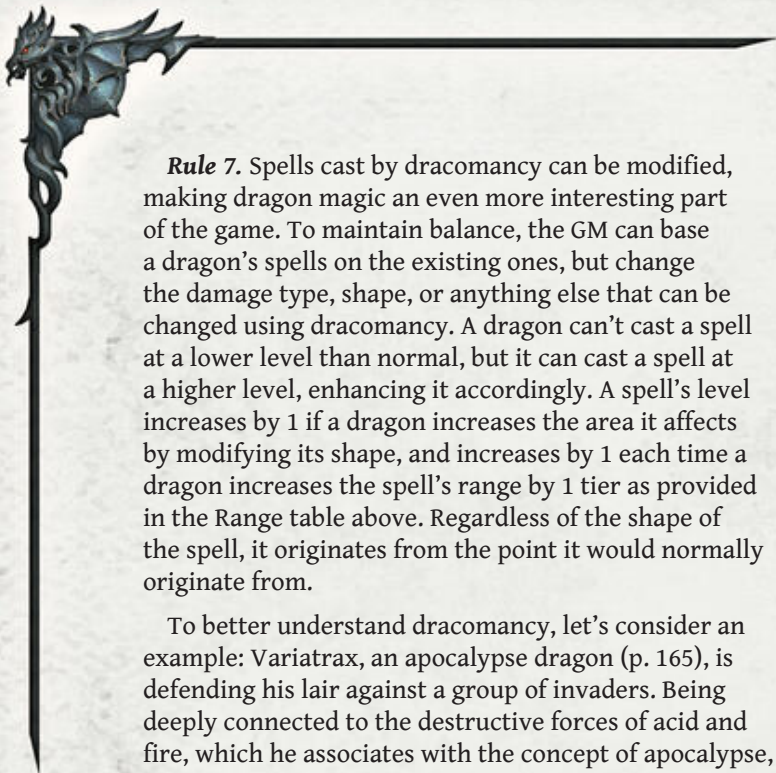 Rule 7. Spells cast by dracomancy can be modified,
making dragon magic an even more interesting part
of the game. To maintain balance, the GM can base
a dragon's spells on the existing ones, but change
the damage type, shape, or anything else that can be
changed using dracomancy. A dragon can't cast a spell
at a lower level than normal, but it can cast a spell at
a higher level, enhancing it accordingly. A spell's level
increases by 1 if a dragon increases the area it affects
by modifying its shape, and increases by 1 each time a
dragon increases the spell's range by 1 tier as provided
in the Range table above. Regardless of the shape of
the spell, it originates from the point it would normally
originate from.
To better understand dracomancy, let's consider an
example: Variatrax, an apocalypse dragon (p. 165), is
defending his lair against a group of invaders. Being
deeply connected to the destructive forces of acid and
fire, which he associates with the concept of apocalypse,